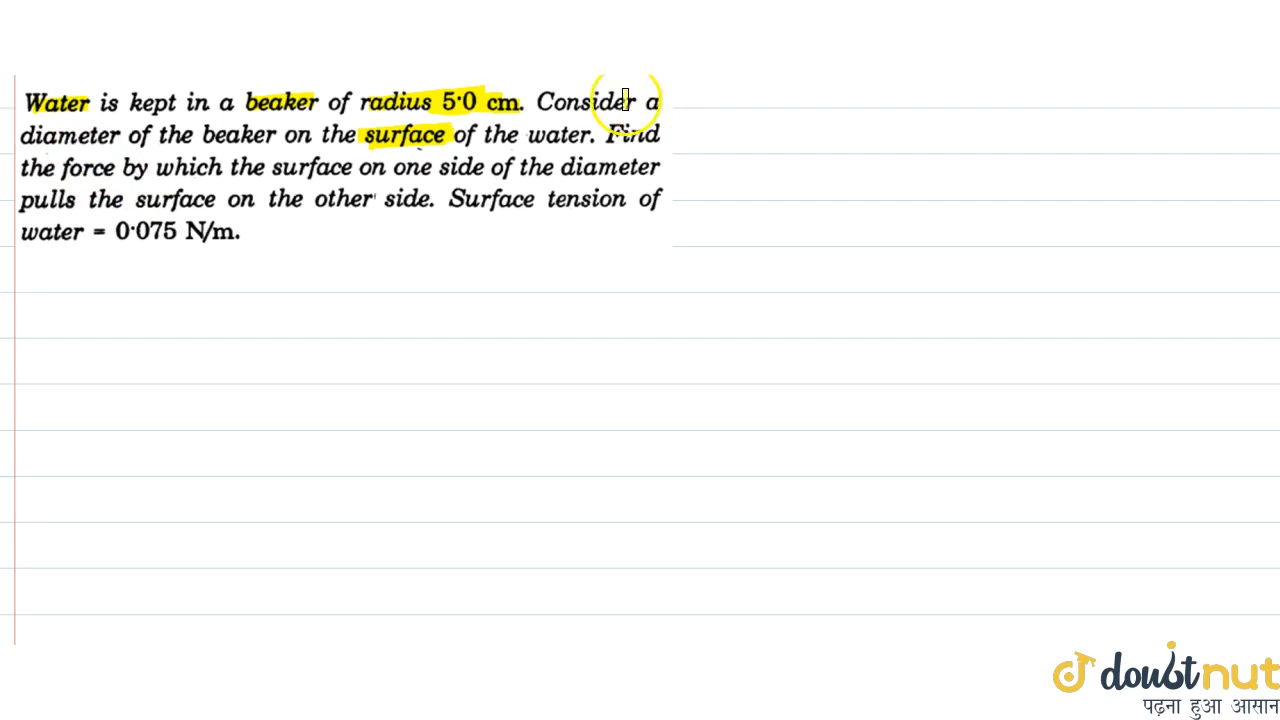 Water is kept in a beaker of radius 5·0 cm. Consider a
diameter of the beaker on the surface of the water. Find
the force by which the surface on one side of the diameter
pulls the surface on the other side. Surface tension of
water = 0·075 N/m.
doubtnut
पढ़ना हुआ आसान